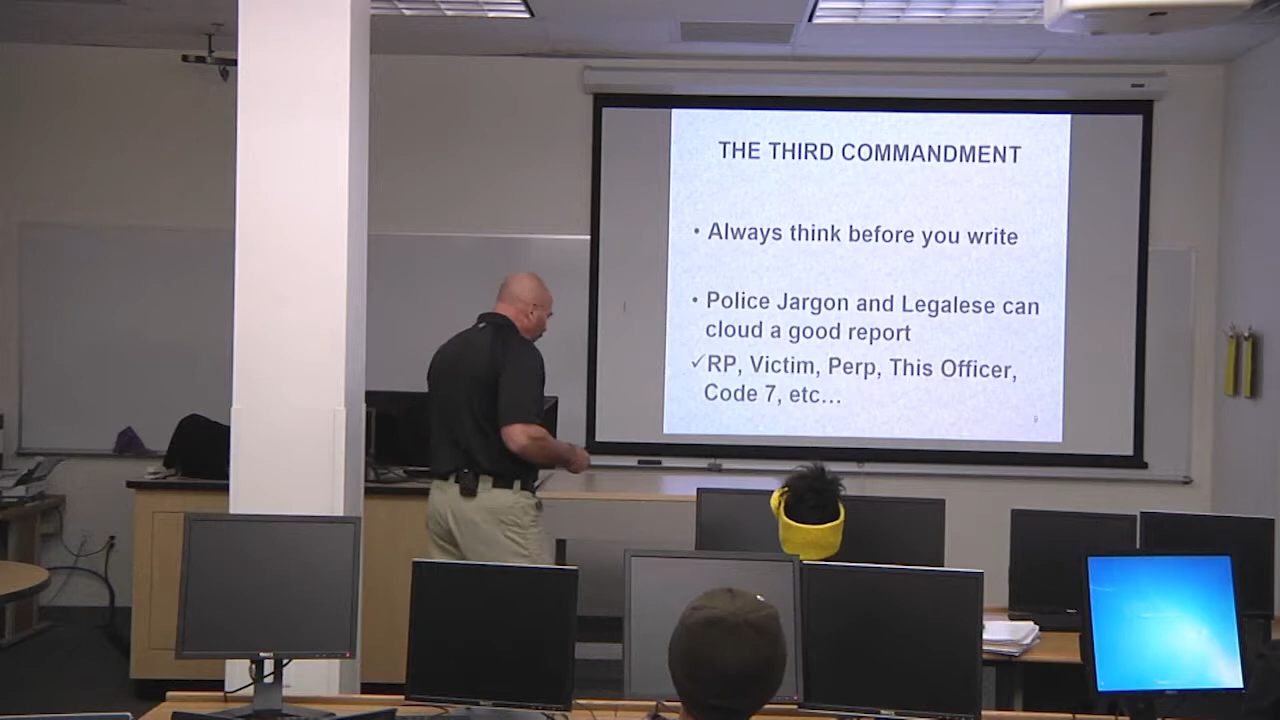 THE THIRD COMMANDMENT
• Always think before you write
• Police Jargon and Legalese can
cloud a good report
✓RP, Victim, Perp, This Officer,
Code 7, etc...
9